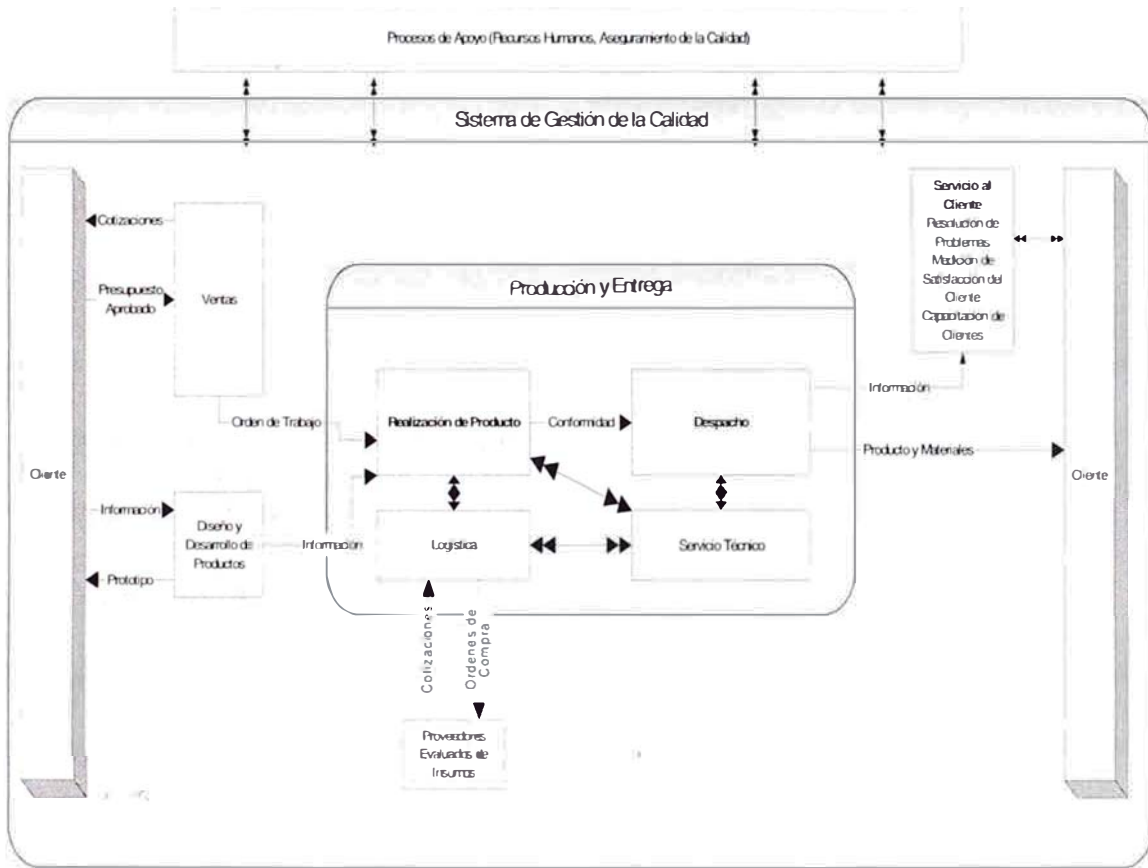 Procesos de Apoyo (Recursos Humanos, Aseguramiento de la Calidad)
Sistema de Gestión de la Calidad
Cliente
Cotizaciones
Presupuesto
Aprobado
Ventas
Orden de Trabajo
Información
Prototipo
Diseño y
Desarrollo de
Productos
Información
Producción y Entrega
Realización de Producto
Conformidad
Despacho
Logística
Servicio Técnico
Cotizaciones
Ordenes de
Compra
Proveedores
Evaluados de
Insumos
Servicio al
Cliente
Resolución de
Problemas
Medición de
Satisfacción del
Cliente
Capacitación de
Clientes
Información
Producto y Materiales
Cliente